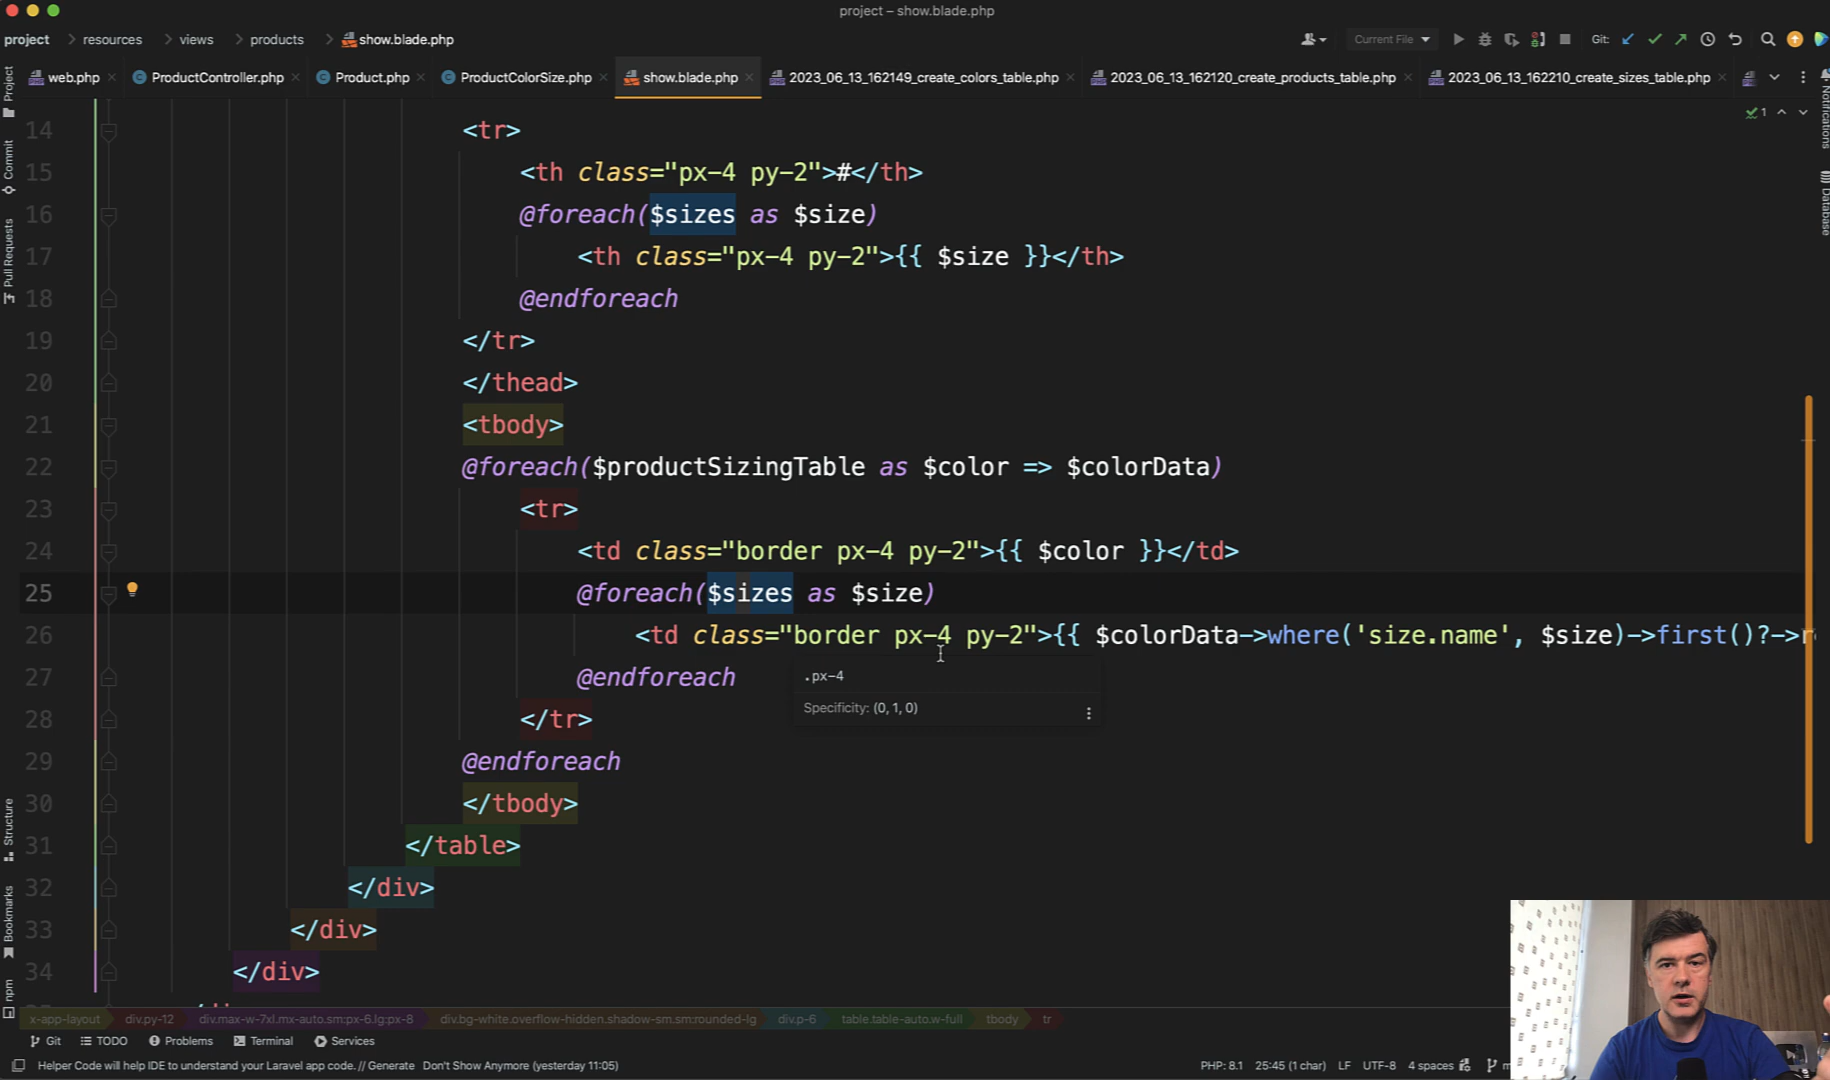 project – show.blade.php
project resources views products show.blade.php
Current File Git:
web.php ProductController.php Product.php ProductColorSize.php show.blade.php 2023_06_13_162149_create_colors_table.php 2023_06_13_162120_create_products_table.php 2023_06_13_162210_create_sizes_table.php
Project
Commit
Pull Requests
Structure
Bookmarks
npm
Notifications
Database
1
14 <tr>
15 <th class="px-4 py-2">#</th>
16 @foreach($sizes as $size)
17 <th class="px-4 py-2">{{ $size }}</th>
18 @endforeach
19 </tr>
20 </thead>
21 <tbody>
22 @foreach($productSizingTable as $color => $colorData)
23 <tr>
24 <td class="border px-4 py-2">{{ $color }}</td>
25 @foreach($sizes as $size)
26 <td class="border px-4 py-2">{{ $colorData->where('size.name', $size)->first()?->
27 @endforeach
.px-4
Specificity: (0, 1, 0)
28 </tr>
29 @endforeach
30 </tbody>
31 </table>
32 </div>
33 </div>
34 </div>
x-app-layout div.py-12 div.max-w-7xl.mx-auto.sm:px-6.lg:px-8 div.bg-white.overflow-hidden.shadow-sm.sm:rounded-lg div.p-6 table.table-auto.w-full tbody tr
Git TODO Problems Terminal Services
Helper Code will help IDE to understand your Laravel app code. // Generate Don't Show Anymore (yesterday 11:05) PHP: 8.1 25:45 (1 char) LF UTF-8 4 spaces